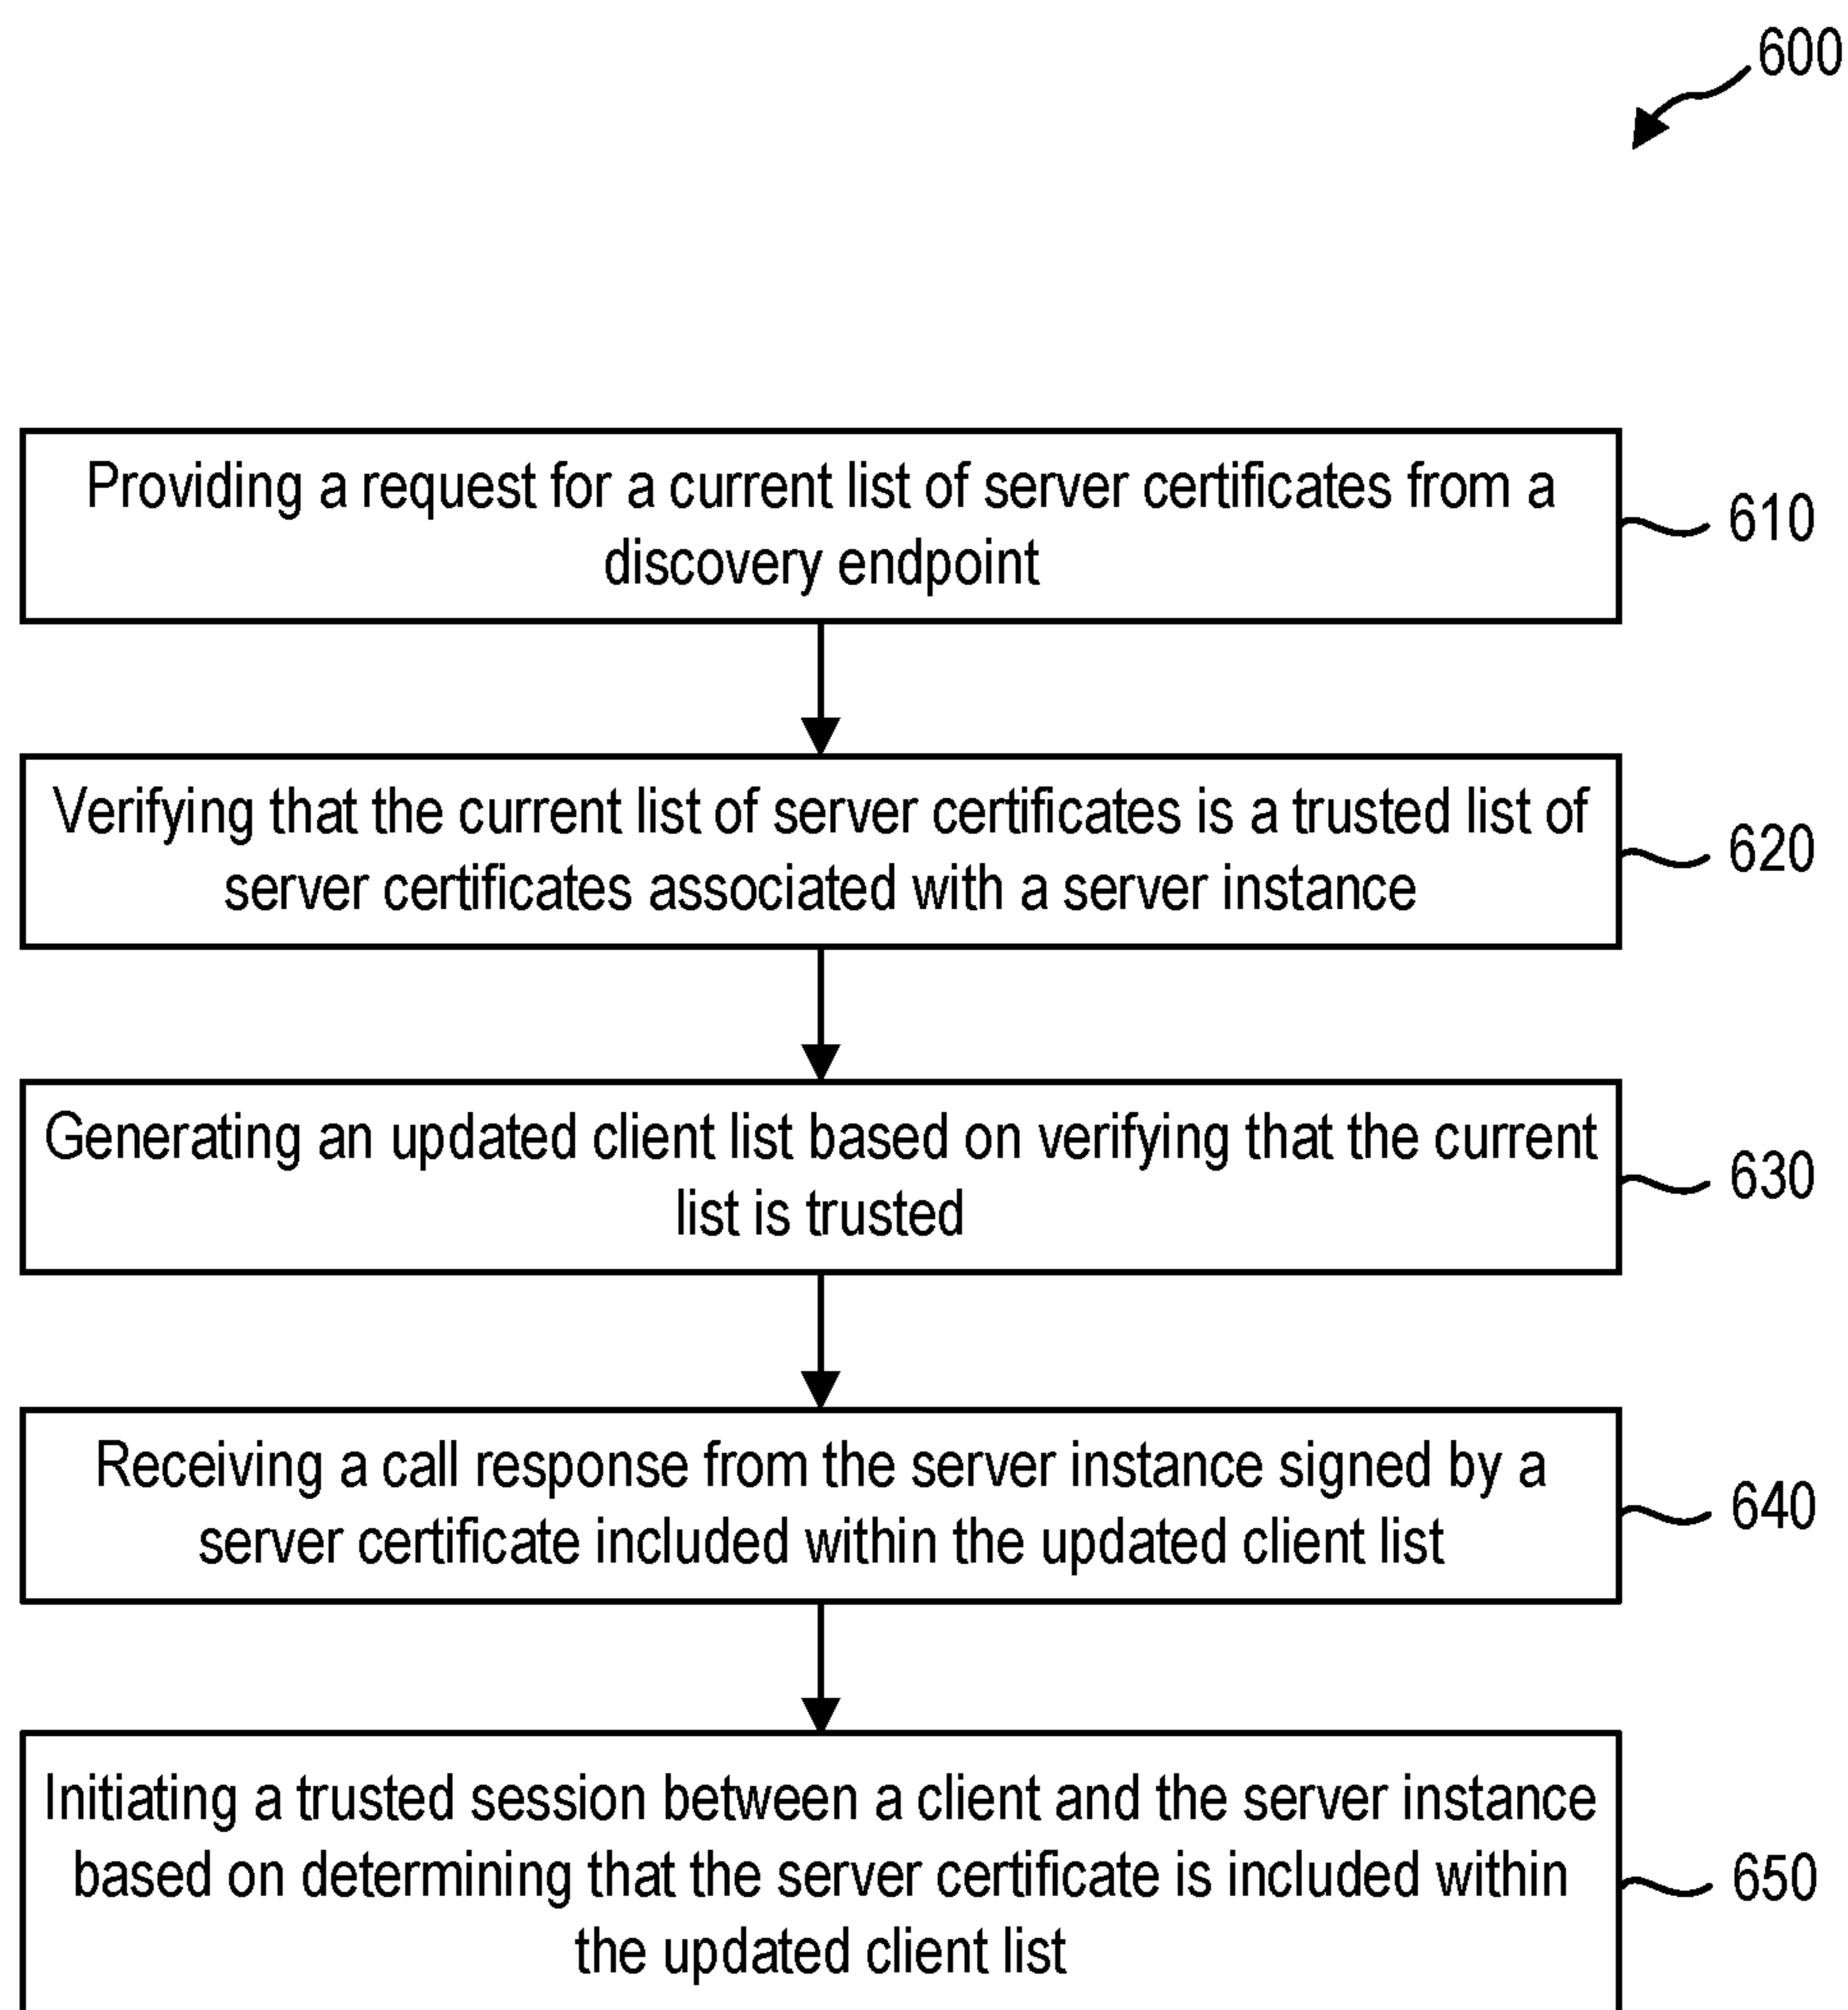 600
Providing a request for a current list of server certificates from a
discovery endpoint
610
Verifying that the current list of server certificates is a trusted list of
server certificates associated with a server instance
620
Generating an updated client list based on verifying that the current
list is trusted
630
Receiving a call response from the server instance signed by a
server certificate included within the updated client list
640
Initiating a trusted session between a client and the server instance
based on determining that the server certificate is included within
the updated client list
650